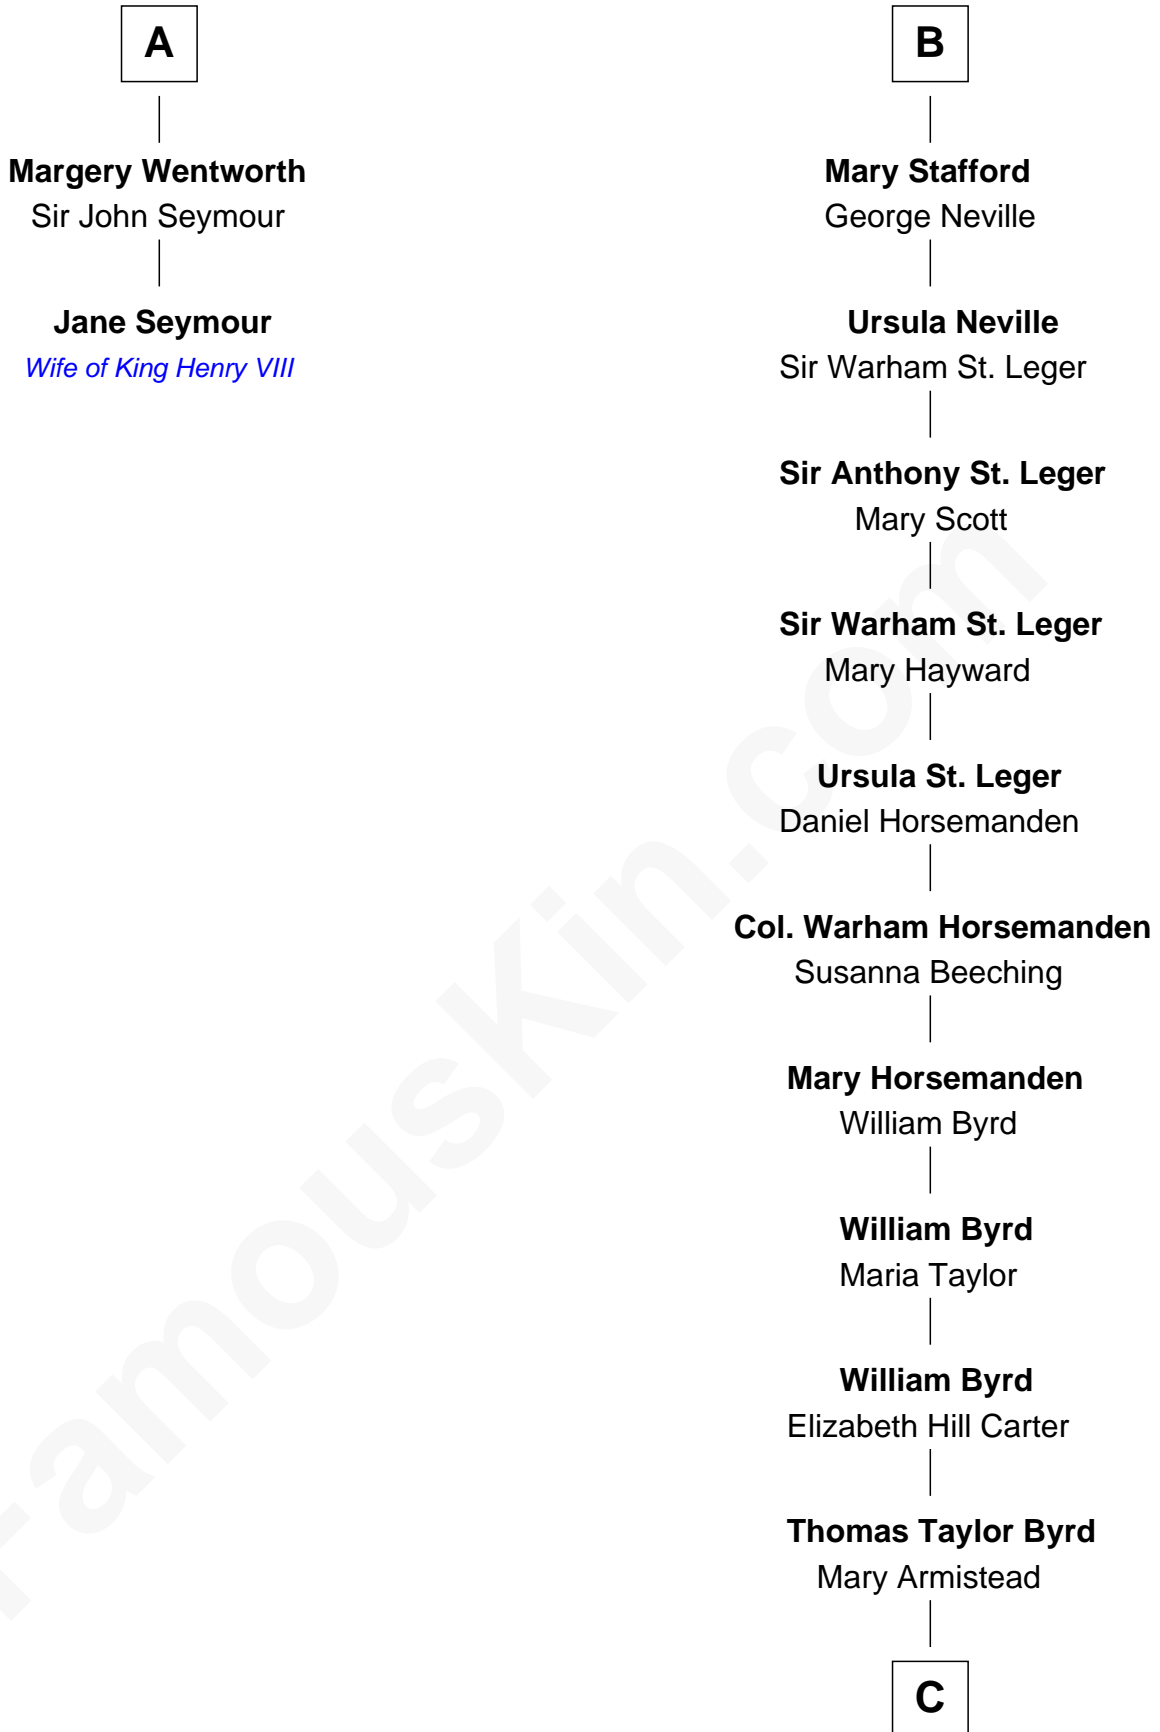 A
Margery Wentworth
Sir John Seymour
Jane Seymour
Wife of King Henry VIII
B
Mary Stafford
George Neville
Ursula Neville
Sir Warham St. Leger
Sir Anthony St. Leger
Mary Scott
Sir Warham St. Leger
Mary Hayward
Ursula St. Leger
Daniel Horsemanden
Col. Warham Horsemanden
Susanna Beeching
Mary Horsemanden
William Byrd
William Byrd
Maria Taylor
William Byrd
Elizabeth Hill Carter
Thomas Taylor Byrd
Mary Armistead
C
FamousKin.com